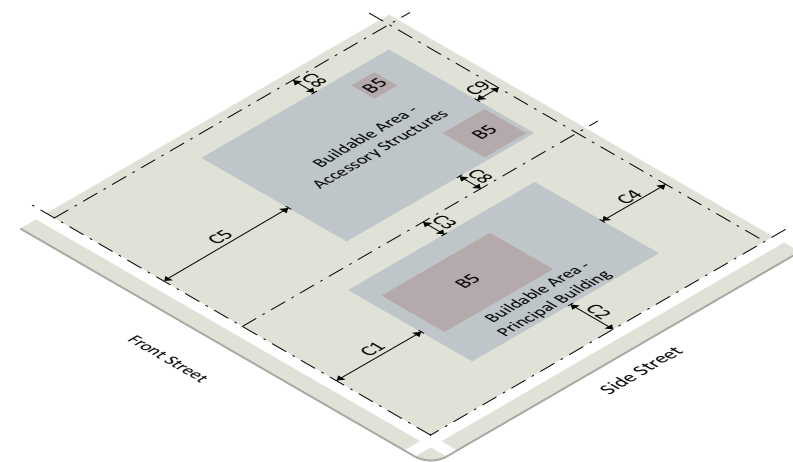 C8
B5
C9
Buildable Area -
Accessory Structures
B5
C8
C3
C4
C5
B5
Buildable Area -
Principal Building
C1
C2
Front Street
Side Street